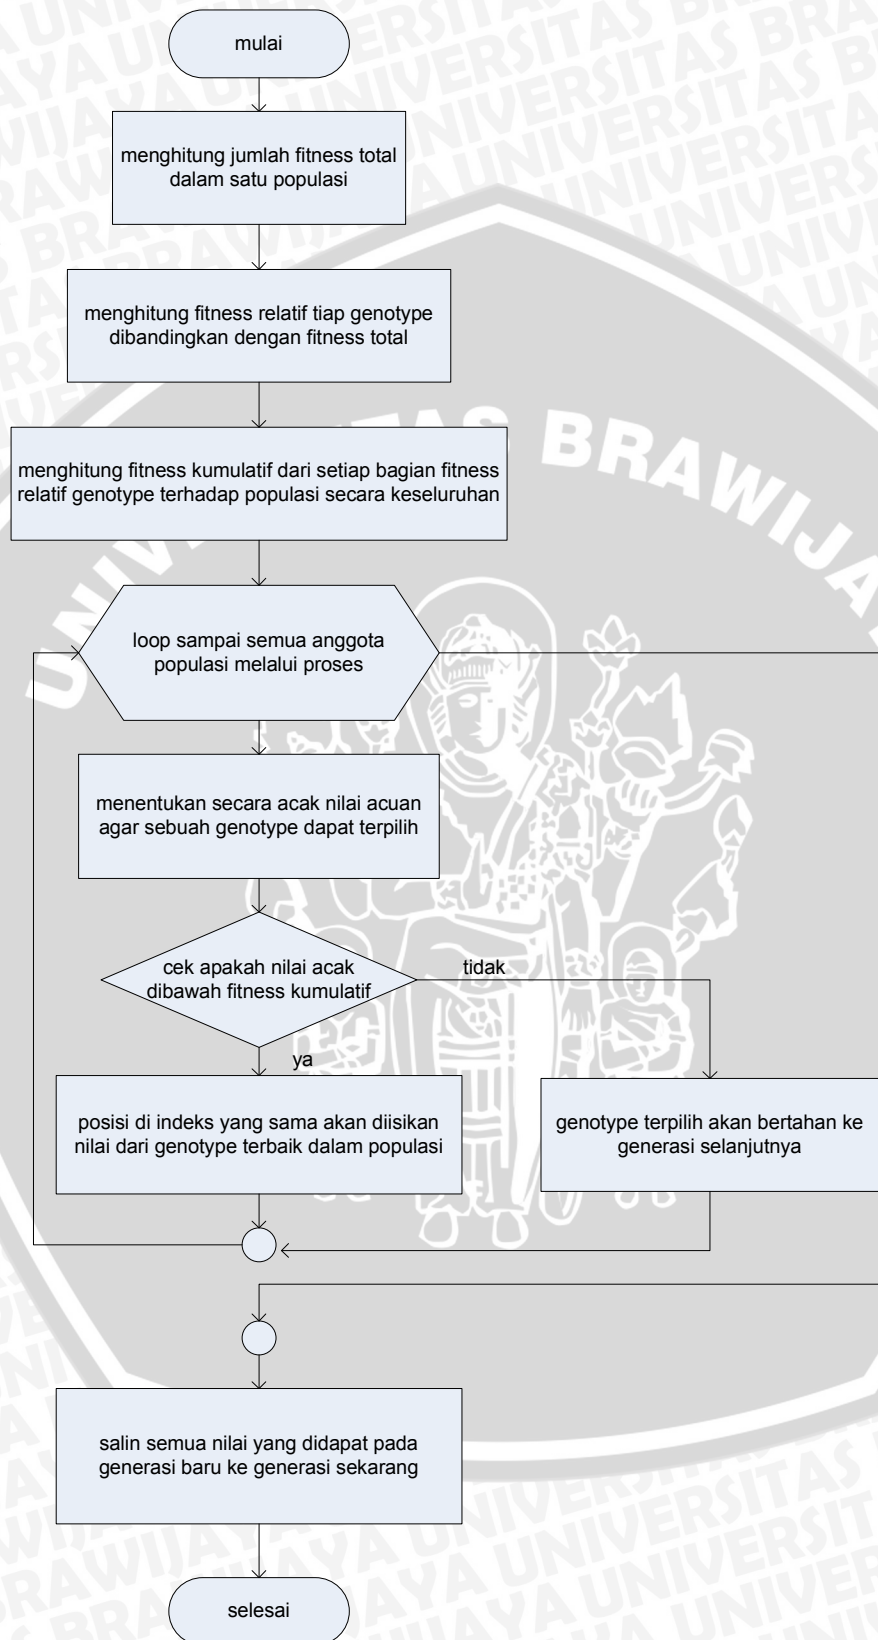 mulai
menghitung jumlah fitness total
dalam satu populasi
menghitung fitness relatif tiap genotype
dibandingkan dengan fitness total
menghitung fitness kumulatif dari setiap bagian fitness
relatif genotype terhadap populasi secara keseluruhan
loop sampai semua anggota
populasi melalui proses
menentukan secara acak nilai acuan
agar sebuah genotype dapat terpilih
cek apakah nilai acak
dibawah fitness kumulatif
tidak
ya
posisi di indeks yang sama akan diisikan
nilai dari genotype terbaik dalam populasi
genotype terpilih akan bertahan ke
generasi selanjutnya
salin semua nilai yang didapat pada
generasi baru ke generasi sekarang
selesai